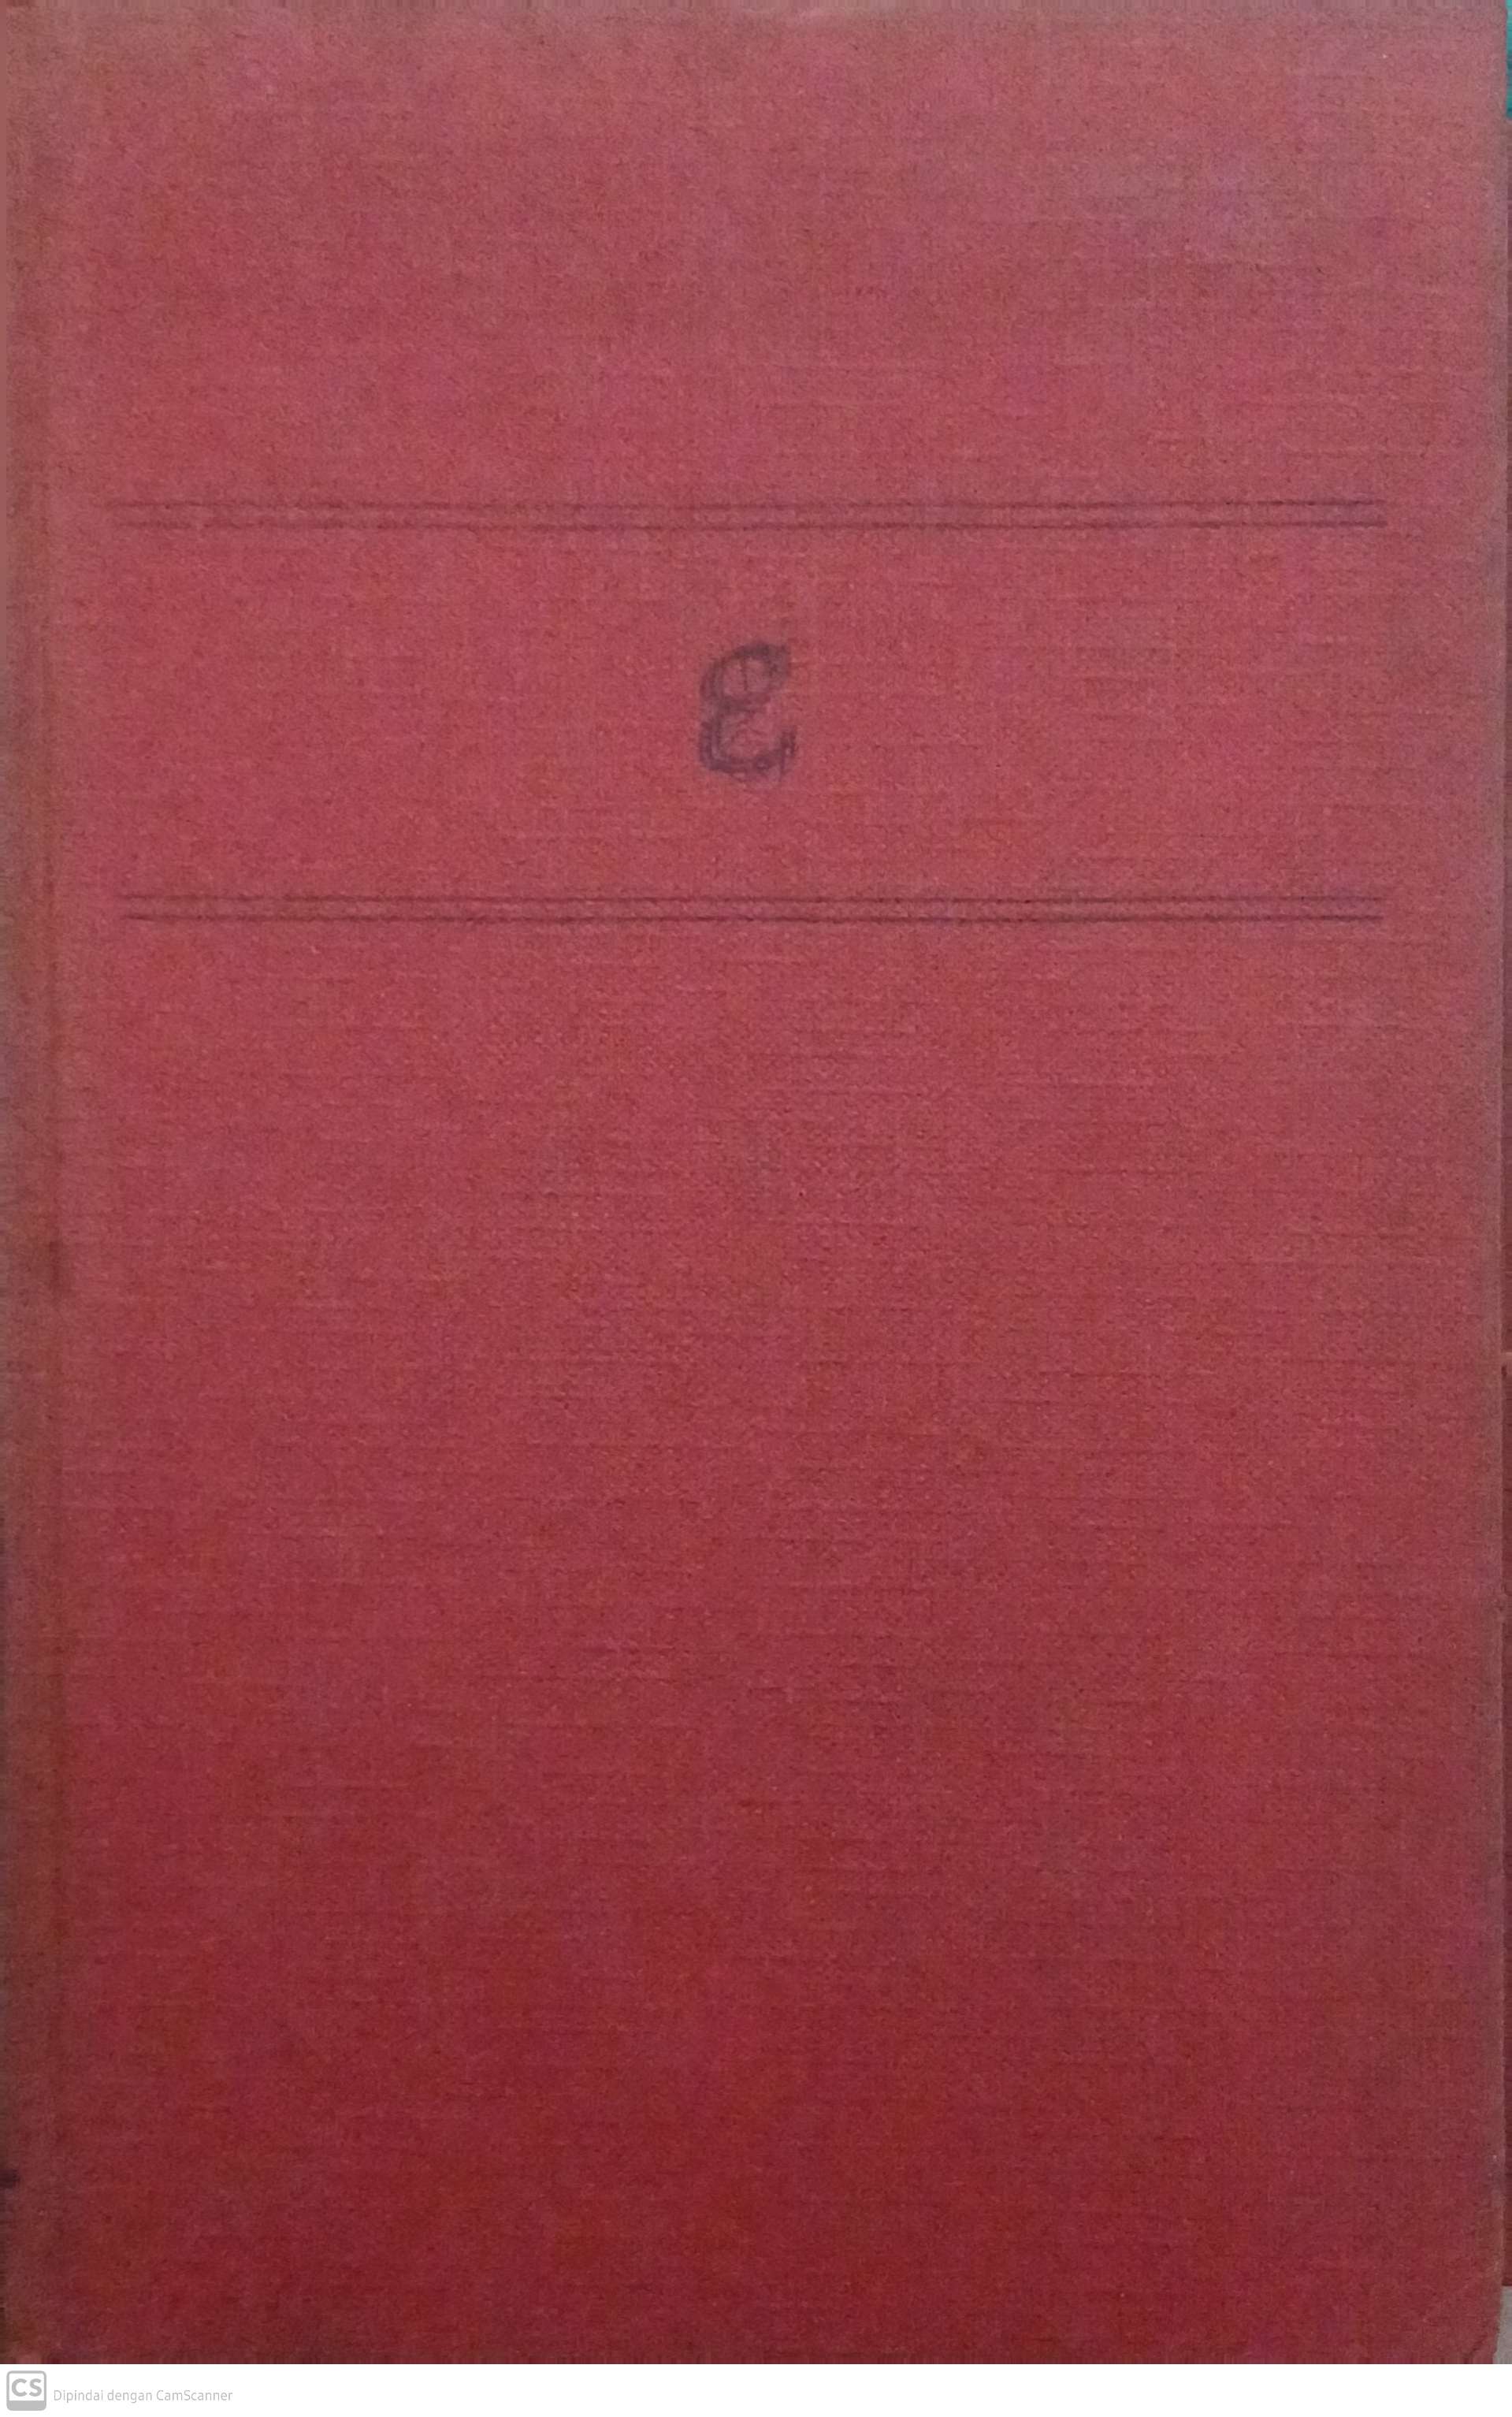 ع
CS Dipindai dengan CamScanner